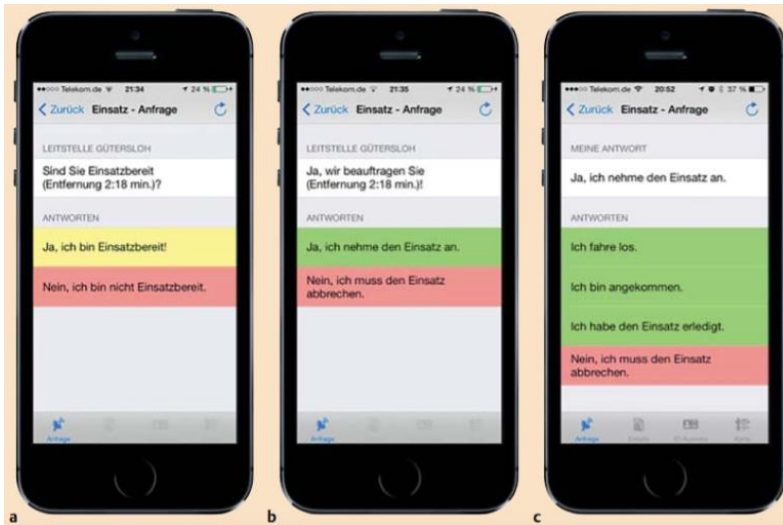 Telekom.de 21:34 24 %
Zurück Einsatz - Anfrage
LEITSTELLE GÜTERSLOH
Sind Sie Einsatzbereit
(Entfernung 2:18 min.)?
ANTWORTEN
Ja, ich bin Einsatzbereit!
Nein, ich bin nicht Einsatzbereit.
Anfrage
a
Telekom.de 21:35 24 %
Zurück Einsatz - Anfrage
LEITSTELLE GÜTERSLOH
Ja, wir beauftragen Sie
(Entfernung 2:18 min.)!
ANTWORTEN
Ja, ich nehme den Einsatz an.
Nein, ich muss den Einsatz
abbrechen.
Anfrage
b
Telekom.de 20:52 37 %
Zurück Einsatz - Anfrage
MEINE ANTWORT
Ja, ich nehme den Einsatz an.
ANTWORTEN
Ich fahre los.
Ich bin angekommen.
Ich habe den Einsatz erledigt.
Nein, ich muss den Einsatz
abbrechen.
Anfrage
c